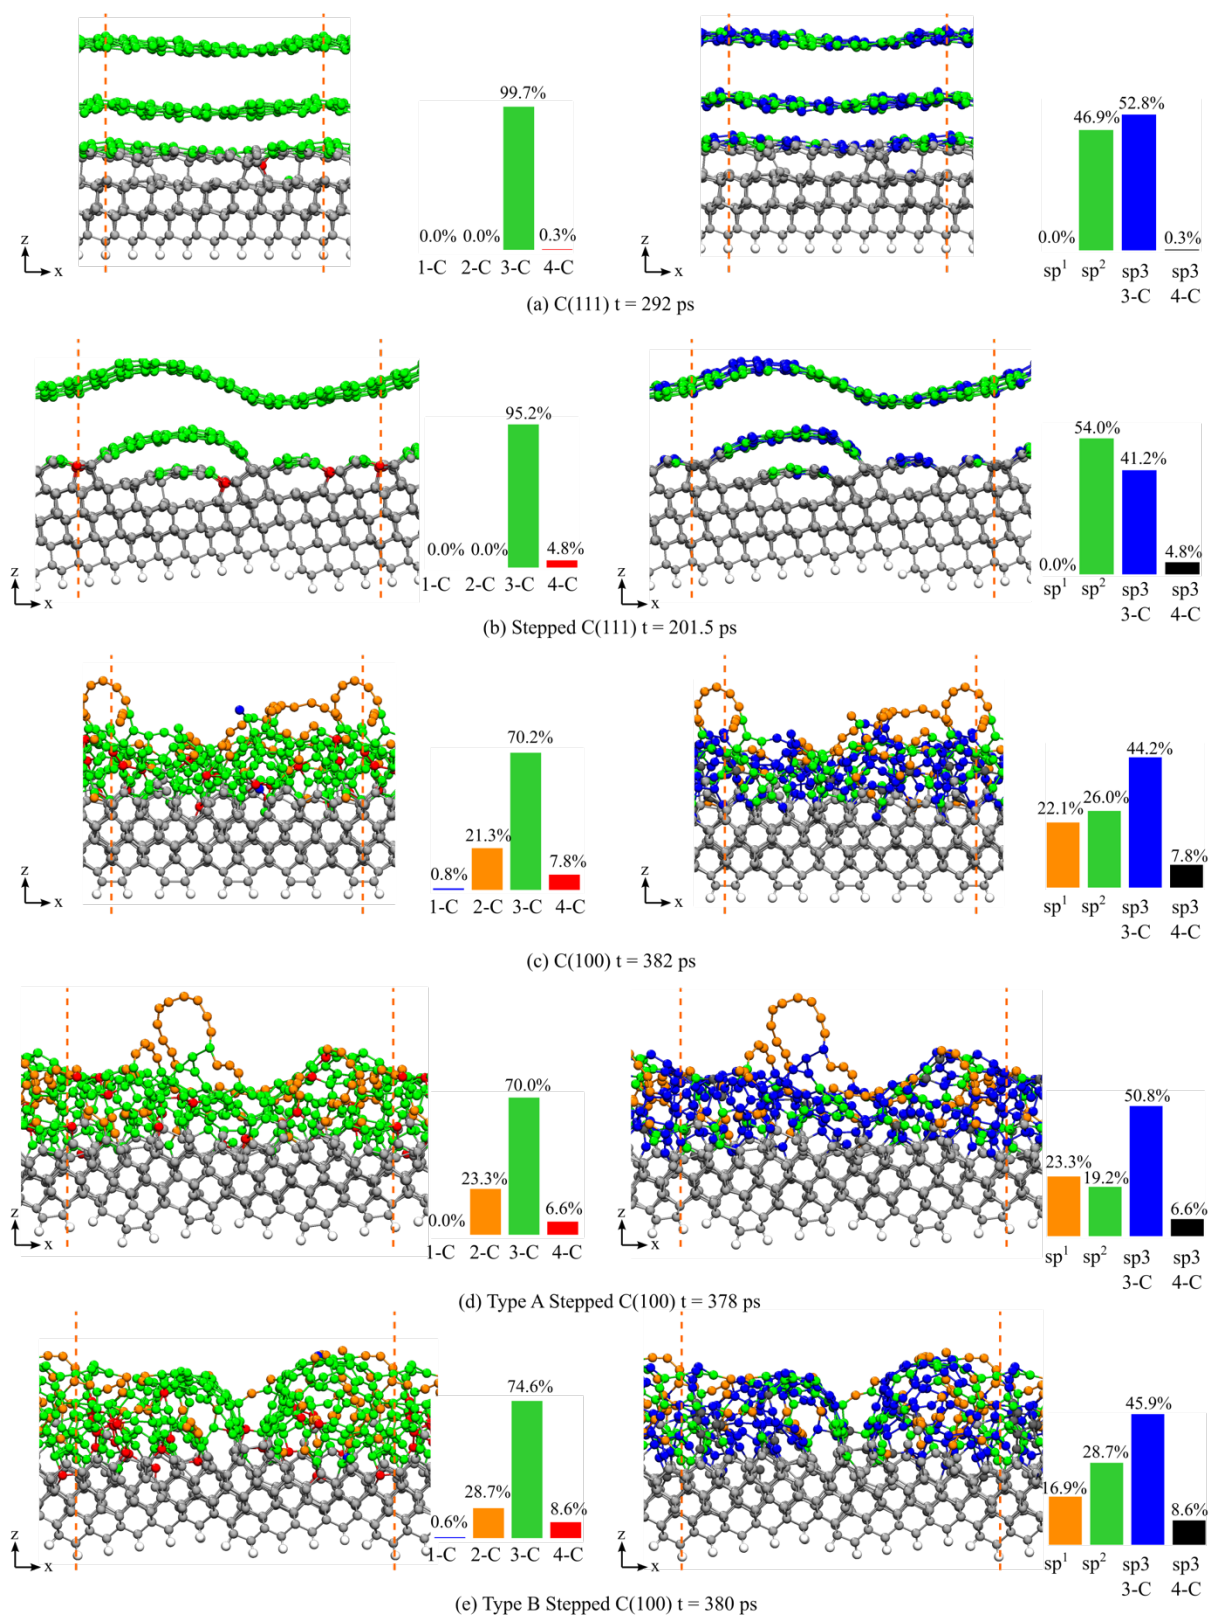 99.7%
0.0% 0.0% 0.3%
1-C 2-C 3-C 4-C
z
x
52.8%
46.9%
0.0% 0.3%
sp¹ sp² sp3 sp3
3-C 4-C
z
x
(a) C(111) t = 292 ps
95.2%
0.0% 0.0% 4.8%
1-C 2-C 3-C 4-C
z
x
54.0%
41.2%
0.0% 4.8%
sp¹ sp² sp3 sp3
3-C 4-C
z
x
(b) Stepped C(111) t = 201.5 ps
70.2%
21.3%
0.8% 7.8%
1-C 2-C 3-C 4-C
z
x
44.2%
22.1% 26.0%
7.8%
sp¹ sp² sp3 sp3
3-C 4-C
z
x
(c) C(100) t = 382 ps
70.0%
23.3%
0.0% 6.6%
1-C 2-C 3-C 4-C
z
x
50.8%
23.3% 19.2%
6.6%
sp¹ sp² sp3 sp3
3-C 4-C
z
x
(d) Type A Stepped C(100) t = 378 ps
74.6%
28.7%
0.6% 8.6%
1-C 2-C 3-C 4-C
z
x
45.9%
28.7%
16.9% 8.6%
sp¹ sp² sp3 sp3
3-C 4-C
z
x
(e) Type B Stepped C(100) t = 380 ps